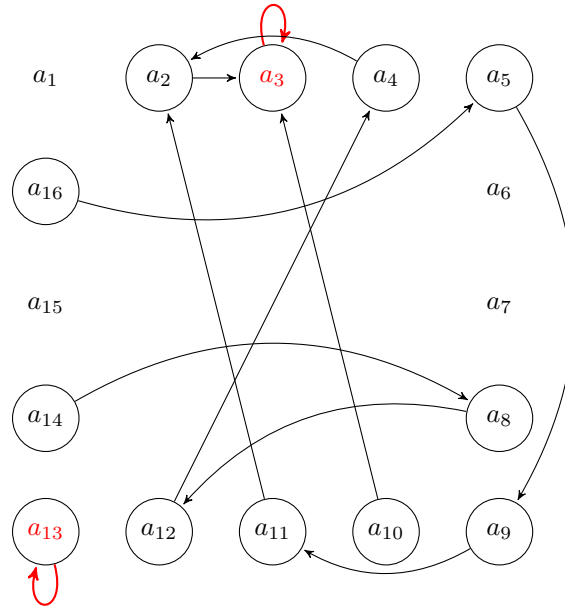 a₁ a₂ a₃ a₄ a₅
a₁₆ a₆
a₁₅ a₇
a₁₄ a₈
a₁₃ a₁₂ a₁₁ a₁₀ a₉